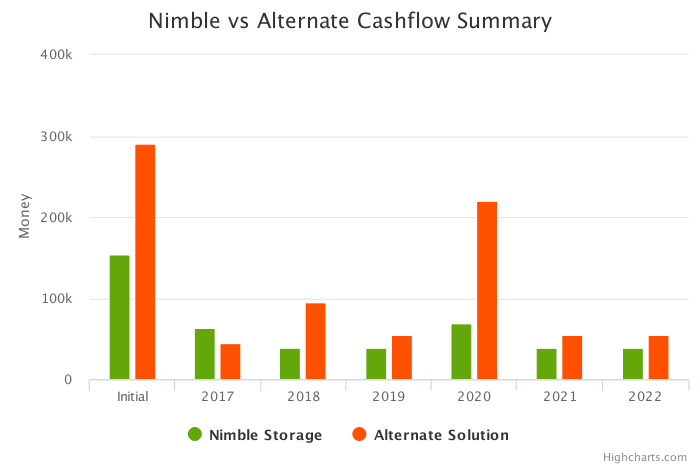 Nimble vs Alternate Cashflow Summary
400k
300k
200k
100k
0
Money
Initial 2017 2018 2019 2020 2021 2022
Nimble Storage Alternate Solution
Highcharts.com